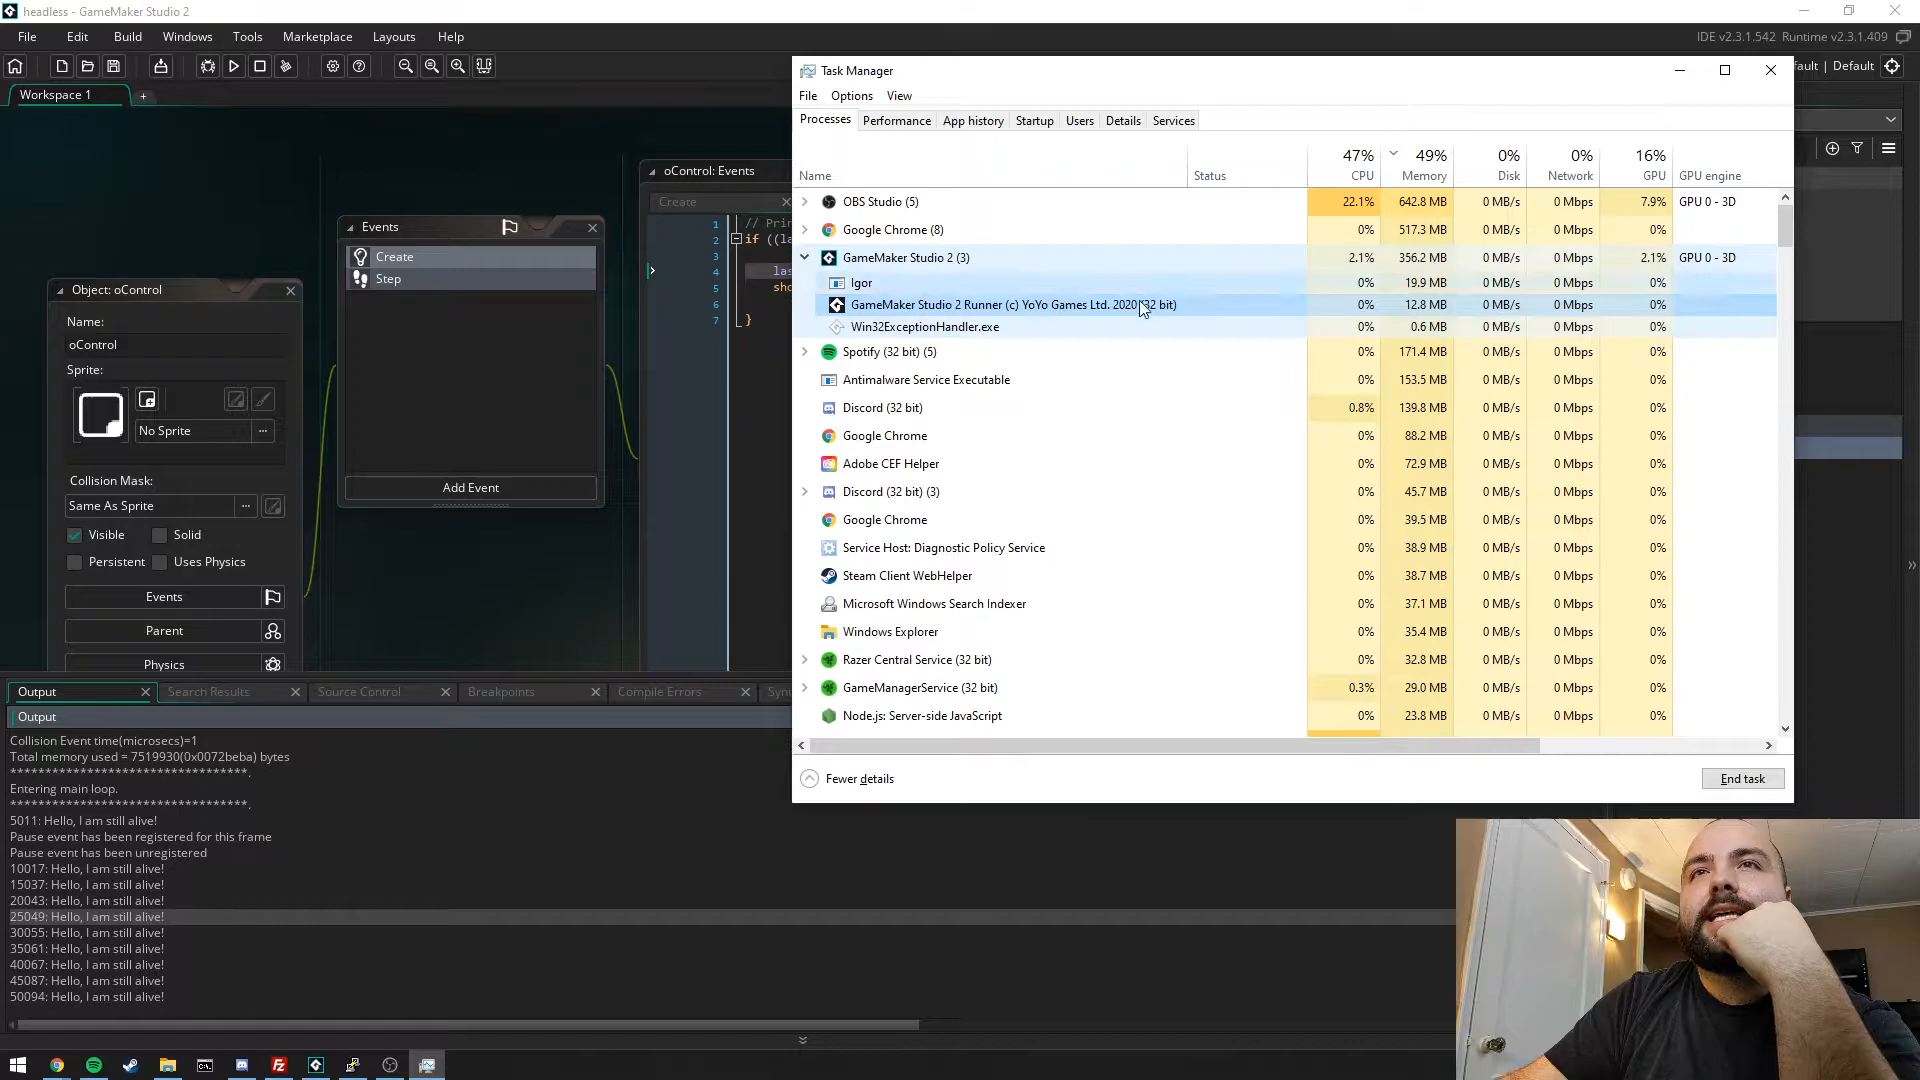 headless - GameMaker Studio 2
File Edit Build Windows Tools Marketplace Layouts Help
IDE v2.3.1.542 Runtime v2.3.1.409
fault | Default
Workspace 1
+
Object: oControl
Name:
oControl
Sprite:
No Sprite
Collision Mask:
Same As Sprite
Visible Solid
Persistent Uses Physics
Events
Parent
Physics
Events
Create
Step
Add Event
oControl: Events
Create
1 // Prin
2 if ((la
3
4 las
5 sho
6
7 }
Task Manager
File Options View
Processes Performance App history Startup Users Details Services
47% 49% 0% 0% 16%
Name Status CPU Memory Disk Network GPU GPU engine
OBS Studio (5) 22.1% 642.8 MB 0 MB/s 0 Mbps 7.9% GPU 0 - 3D
Google Chrome (8) 0% 517.3 MB 0 MB/s 0 Mbps 0%
GameMaker Studio 2 (3) 2.1% 356.2 MB 0 MB/s 0 Mbps 2.1% GPU 0 - 3D
Igor 0% 19.9 MB 0 MB/s 0 Mbps 0%
GameMaker Studio 2 Runner (c) YoYo Games Ltd. 2020 (32 bit) 0% 12.8 MB 0 MB/s 0 Mbps 0%
Win32ExceptionHandler.exe 0% 0.6 MB 0 MB/s 0 Mbps 0%
Spotify (32 bit) (5) 0% 171.4 MB 0 MB/s 0 Mbps 0%
Antimalware Service Executable 0% 153.5 MB 0 MB/s 0 Mbps 0%
Discord (32 bit) 0.8% 139.8 MB 0 MB/s 0 Mbps 0%
Google Chrome 0% 88.2 MB 0 MB/s 0 Mbps 0%
Adobe CEF Helper 0% 72.9 MB 0 MB/s 0 Mbps 0%
Discord (32 bit) (3) 0% 45.7 MB 0 MB/s 0 Mbps 0%
Google Chrome 0% 39.5 MB 0 MB/s 0 Mbps 0%
Service Host: Diagnostic Policy Service 0% 38.9 MB 0 MB/s 0 Mbps 0%
Steam Client WebHelper 0% 38.7 MB 0 MB/s 0 Mbps 0%
Microsoft Windows Search Indexer 0% 37.1 MB 0 MB/s 0 Mbps 0%
Windows Explorer 0% 35.4 MB 0 MB/s 0 Mbps 0%
Razer Central Service (32 bit) 0% 32.8 MB 0 MB/s 0 Mbps 0%
GameManagerService (32 bit) 0.3% 29.0 MB 0 MB/s 0 Mbps 0%
Node.js: Server-side JavaScript 0% 23.8 MB 0 MB/s 0 Mbps 0%
Fewer details
End task
Output Search Results Source Control Breakpoints Compile Errors Syn
Output
Collision Event time(microsecs)=1
Total memory used = 7519930(0x0072beba) bytes
**********************************.
Entering main loop.
**********************************.
5011: Hello, I am still alive!
Pause event has been registered for this frame
Pause event has been unregistered
10017: Hello, I am still alive!
15037: Hello, I am still alive!
20043: Hello, I am still alive!
25049: Hello, I am still alive!
30055: Hello, I am still alive!
35061: Hello, I am still alive!
40067: Hello, I am still alive!
45087: Hello, I am still alive!
50094: Hello, I am still alive!